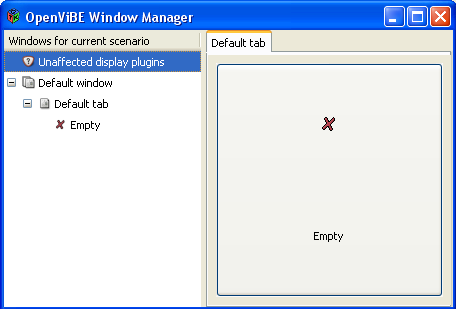 OpenViBE Window Manager
Windows for current scenario
Unaffected display plugins
Default window
Default tab
Empty
Default tab
Empty